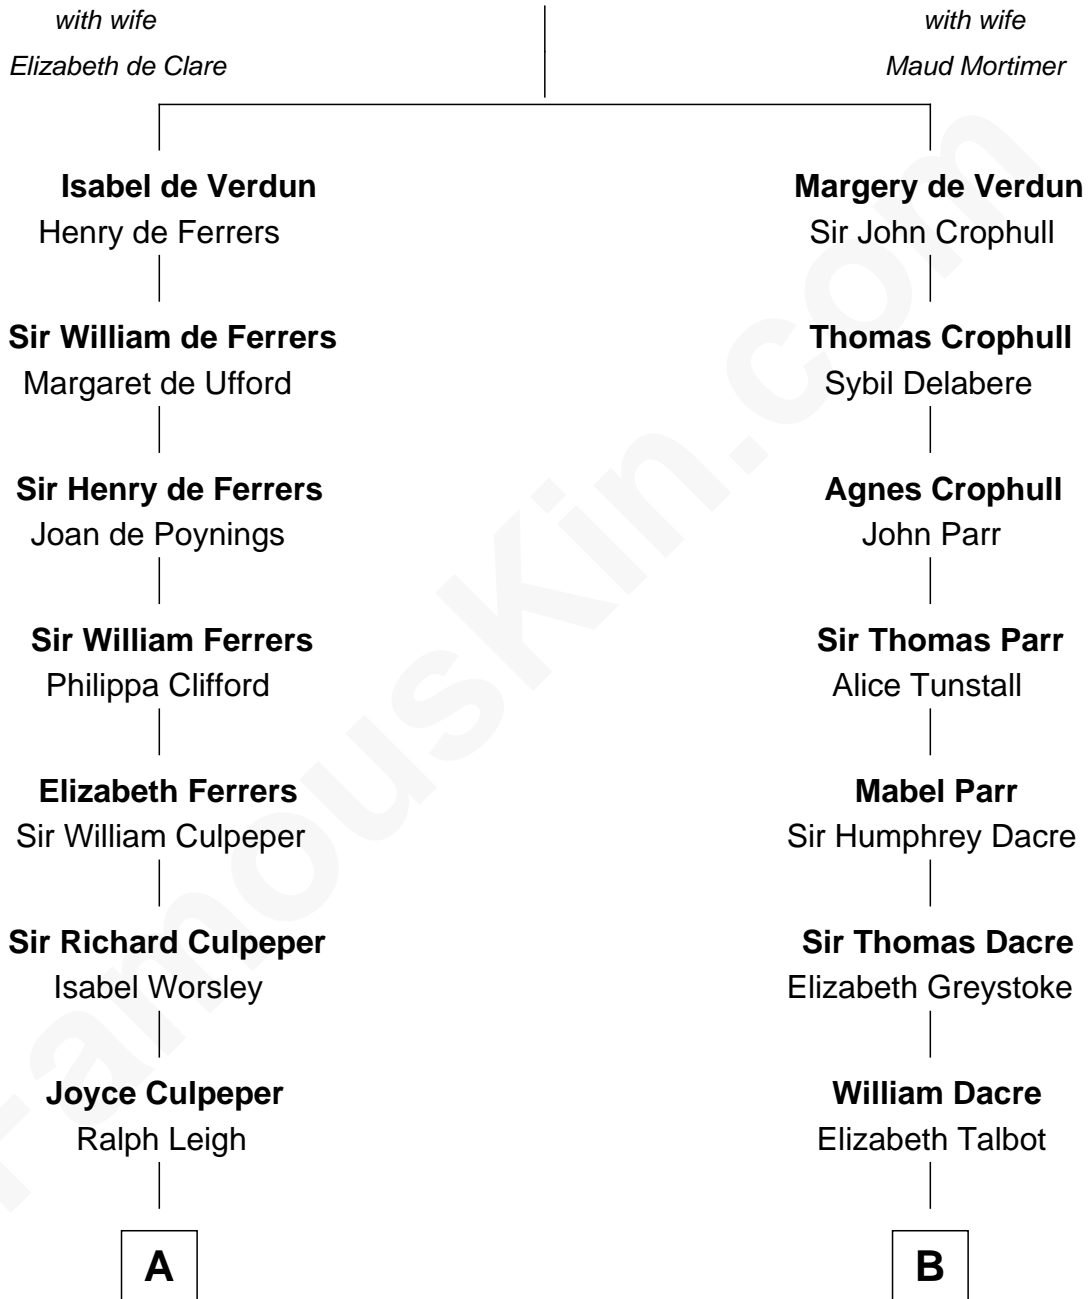 with wife
Elizabeth de Clare
with wife
Maud Mortimer
Isabel de Verdun
Henry de Ferrers
Margery de Verdun
Sir John Crophull
Sir William de Ferrers
Margaret de Ufford
Thomas Crophull
Sybil Delabere
Sir Henry de Ferrers
Joan de Poynings
Agnes Crophull
John Parr
Sir William Ferrers
Philippa Clifford
Sir Thomas Parr
Alice Tunstall
Elizabeth Ferrers
Sir William Culpeper
Mabel Parr
Sir Humphrey Dacre
Sir Richard Culpeper
Isabel Worsley
Sir Thomas Dacre
Elizabeth Greystoke
Joyce Culpeper
Ralph Leigh
William Dacre
Elizabeth Talbot
A
B
FamousKin.com